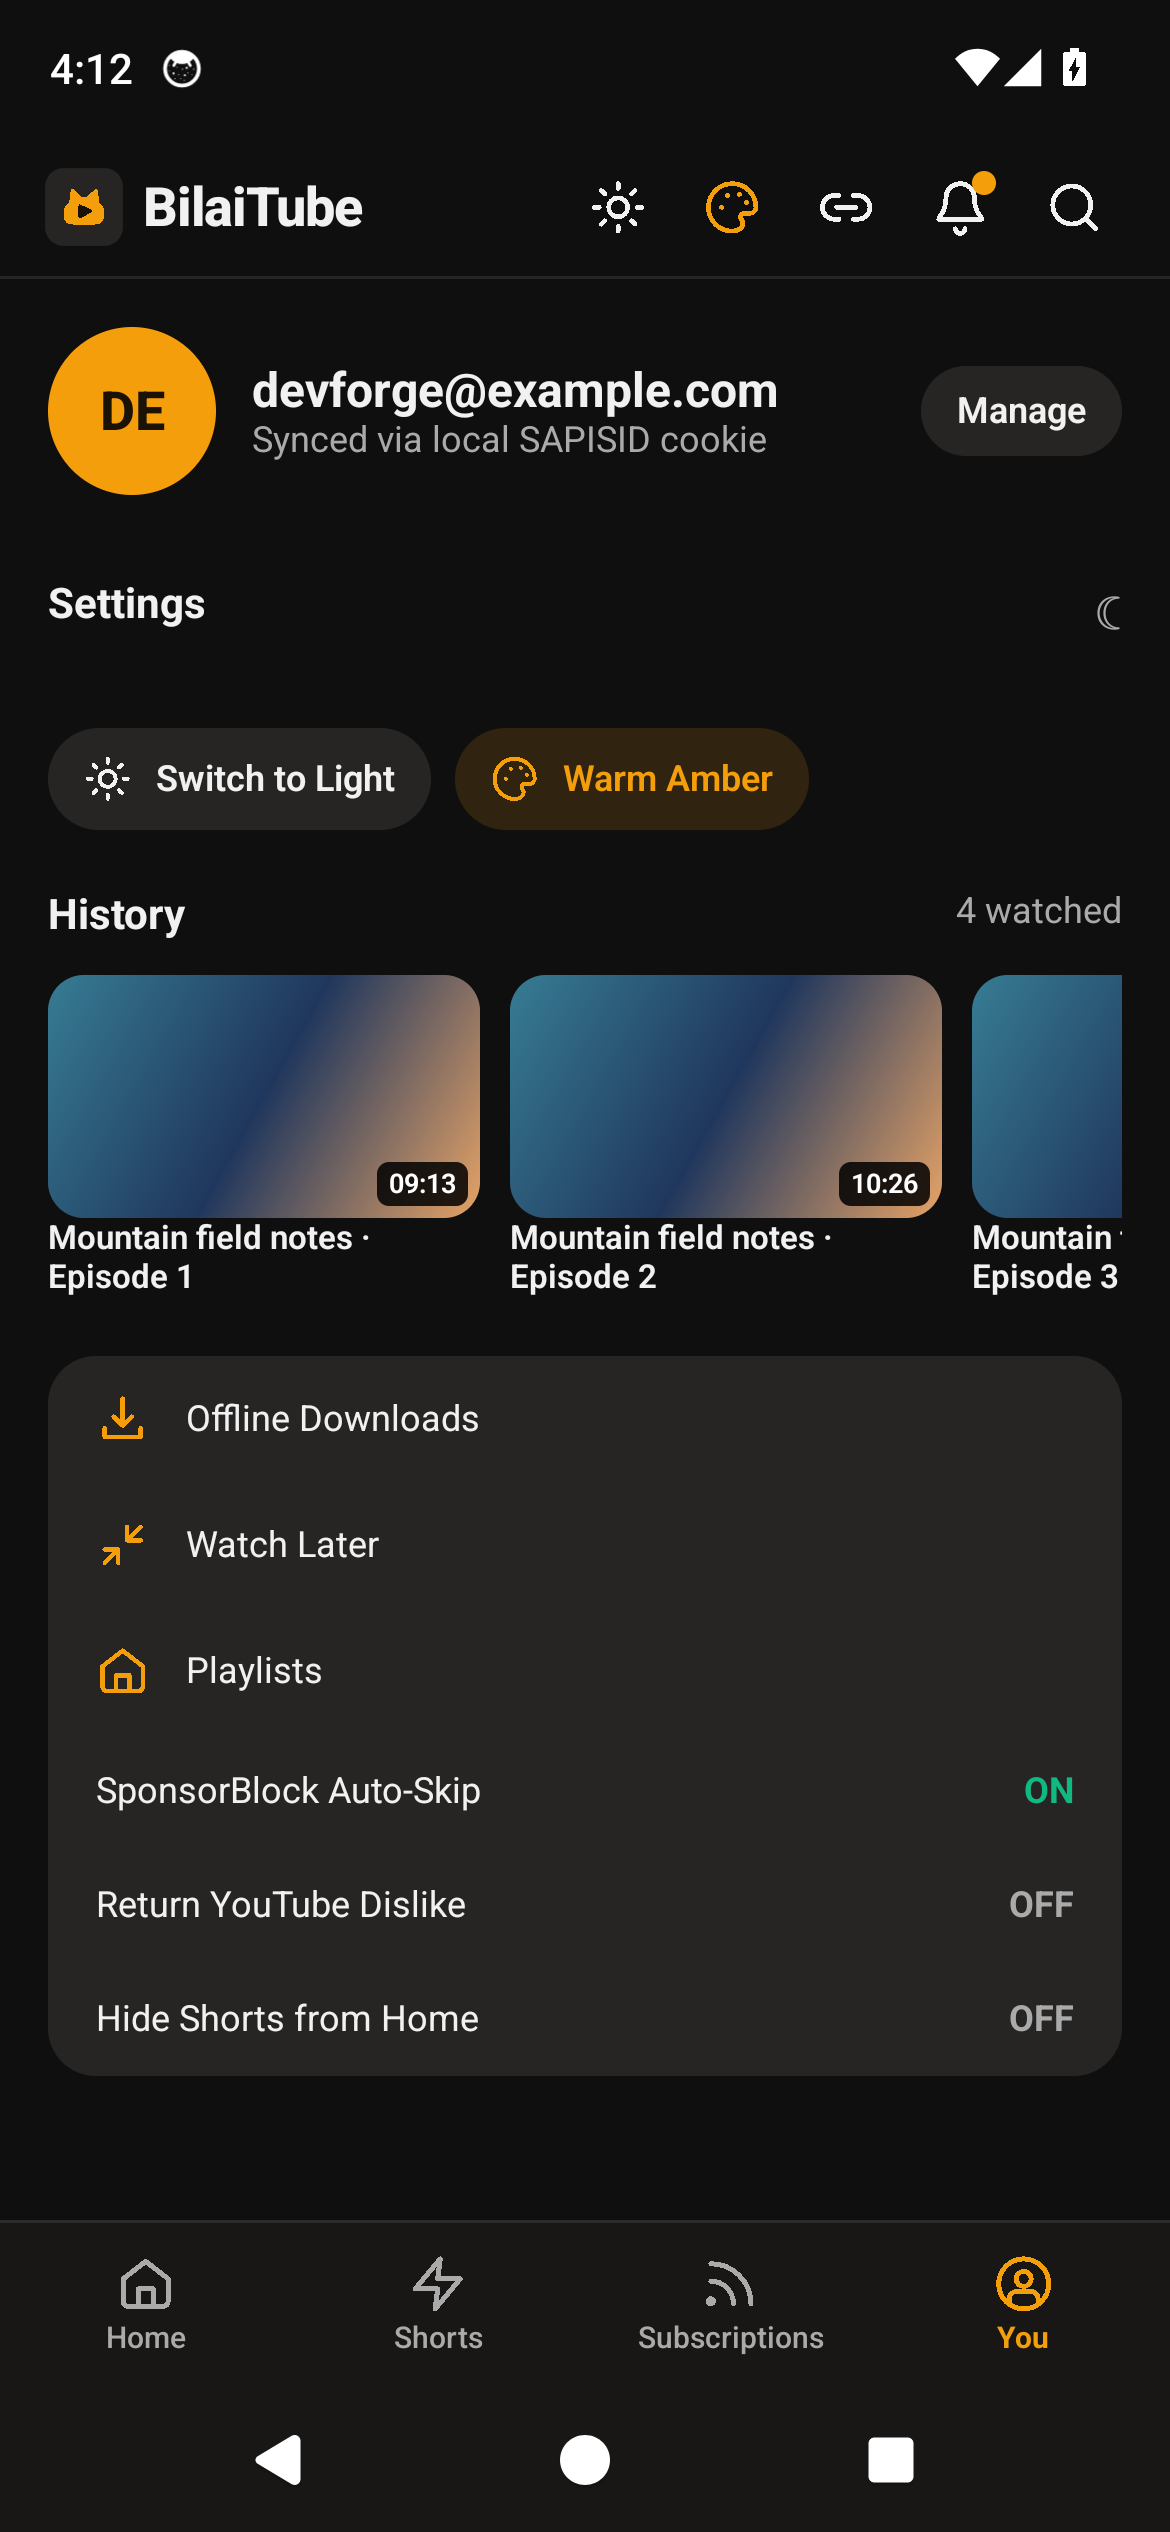 4:12
BilaiTube
DE
devforge@example.com
Synced via local SAPISID cookie
Manage
Settings
Switch to Light
Warm Amber
History
4 watched
09:13
10:26
Mountain field notes ·
Episode 1
Mountain field notes ·
Episode 2
Mountain
Episode 3
Offline Downloads
Watch Later
Playlists
SponsorBlock Auto-Skip
ON
Return YouTube Dislike
OFF
Hide Shorts from Home
OFF
Home
Shorts
Subscriptions
You